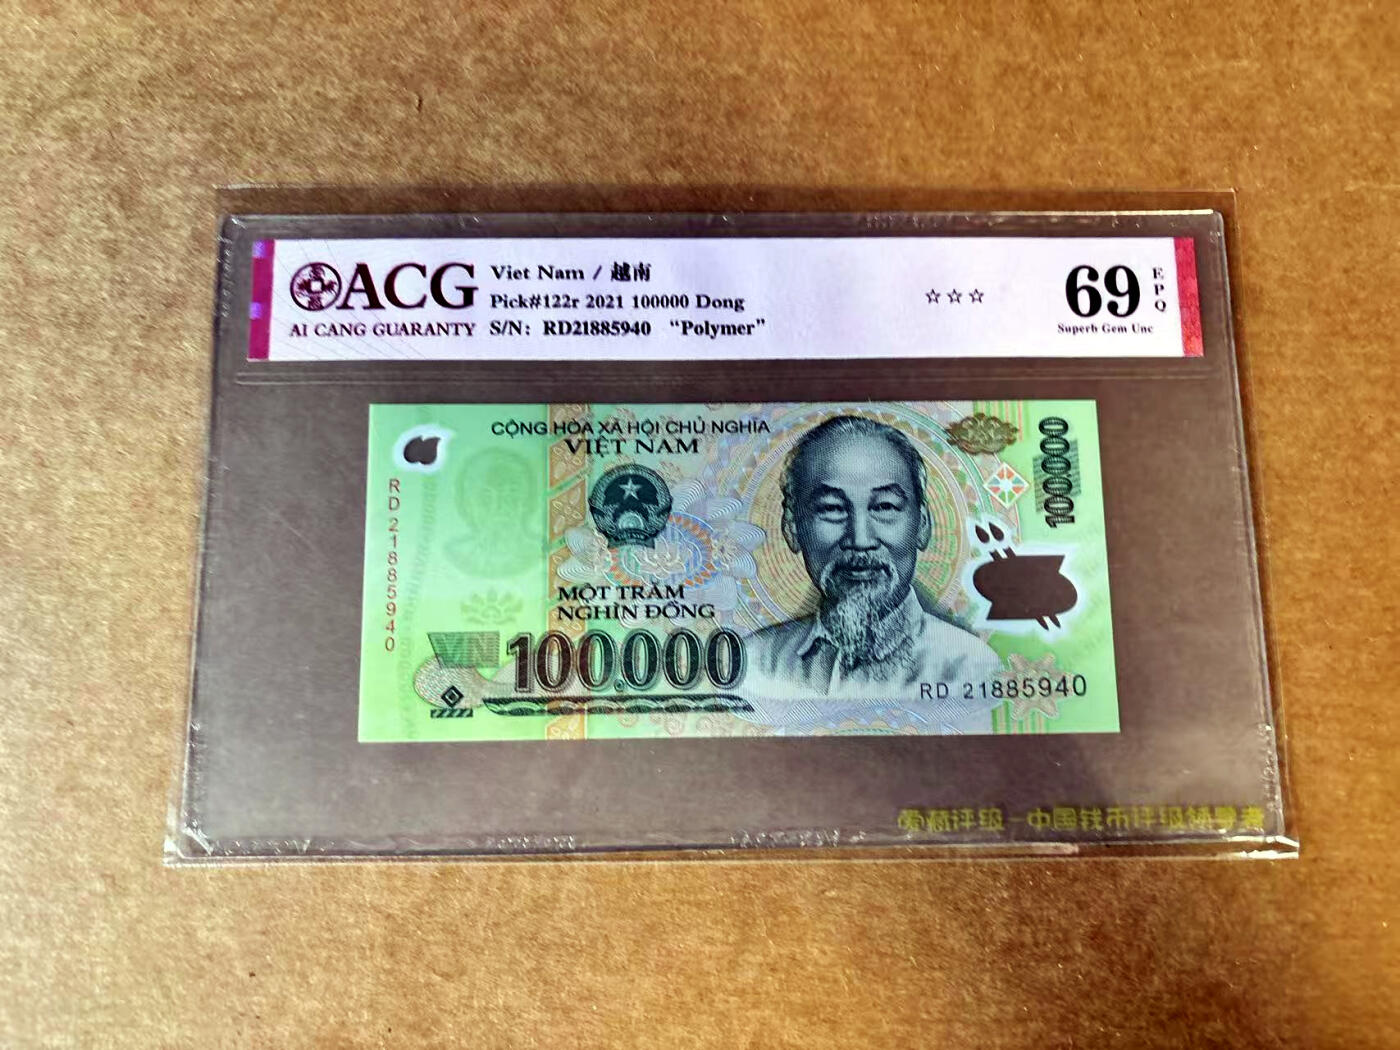 ACG
AI CANG GUARANTY
Viet Nam / 越南
Pick#122r 2021 100000 Dong
S/N: RD21885940 "Polymer"
☆☆☆
69
EPQ
Superb Gem Unc
CỘNG HÒA XÃ HỘI CHỦ NGHĨA
VIỆT NAM
100000
RD 21885940
MỘT TRĂM
NGHÌN ĐỒNG
VN
100.000
RD 21885940
爱藏评级-中国钱币评级领导者